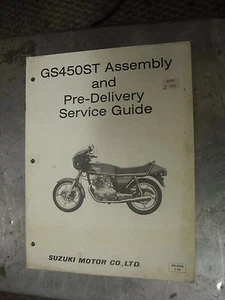 GS450ST Assembly
and
Pre-Delivery
Service Guide
SUZUKI MOTOR CO.,LTD.